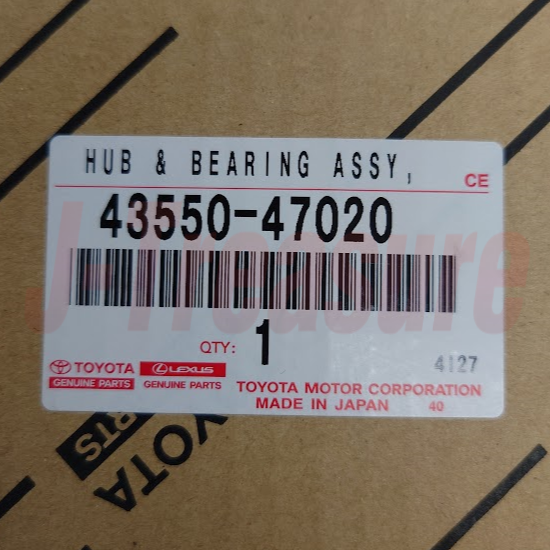 HUB & BEARING ASSY,
CE
43550-47020
J-Treasure
QTY: 1
4127
TOYOTA LEXUS
GENUINE PARTS GENUINE PARTS
TOYOTA MOTOR CORPORATION
MADE IN JAPAN 40
TOYOTA
PARTS